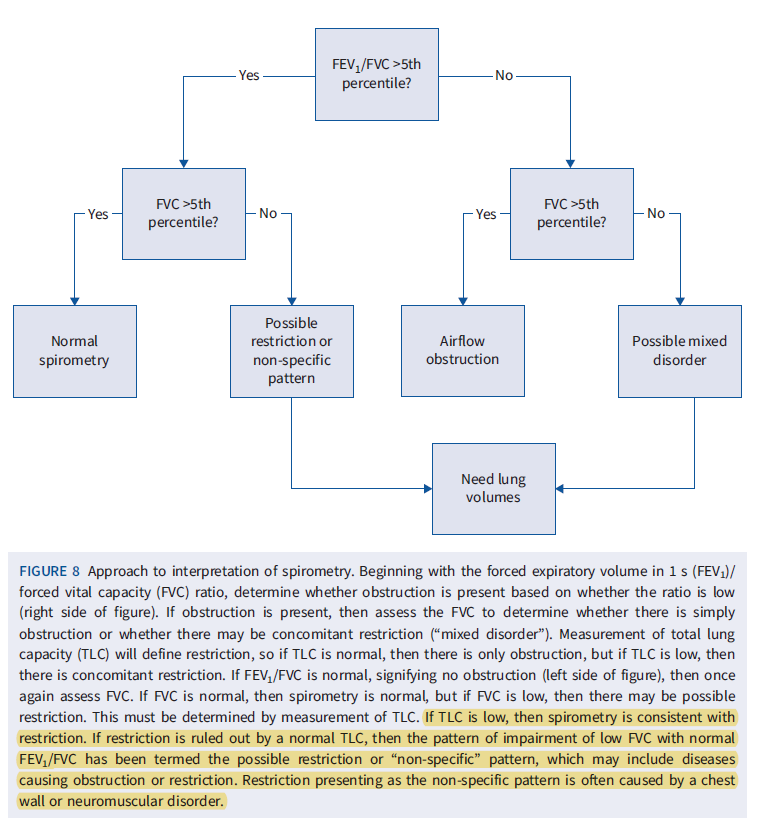 FEV₁/FVC >5th
percentile?
Yes
No
FVC >5th
percentile?
FVC >5th
percentile?
Yes
No
Yes
No
Normal
spirometry
Possible
restriction or
non-specific
pattern
Airflow
obstruction
Possible mixed
disorder
Need lung
volumes
FIGURE 8 Approach to interpretation of spirometry. Beginning with the forced expiratory volume in 1 s (FEV₁)/
forced vital capacity (FVC) ratio, determine whether obstruction is present based on whether the ratio is low
(right side of figure). If obstruction is present, then assess the FVC to determine whether there is simply
obstruction or whether there may be concomitant restriction (“mixed disorder”). Measurement of total lung
capacity (TLC) will define restriction, so if TLC is normal, then there is only obstruction, but if TLC is low, then
there is concomitant restriction. If FEV₁/FVC is normal, signifying no obstruction (left side of figure), then once
again assess FVC. If FVC is normal, then spirometry is normal, but if FVC is low, then there may be possible
restriction. This must be determined by measurement of TLC. If TLC is low, then spirometry is consistent with
restriction. If restriction is ruled out by a normal TLC, then the pattern of impairment of low FVC with normal
FEV₁/FVC has been termed the possible restriction or “non-specific” pattern, which may include diseases
causing obstruction or restriction. Restriction presenting as the non-specific pattern is often caused by a chest
wall or neuromuscular disorder.